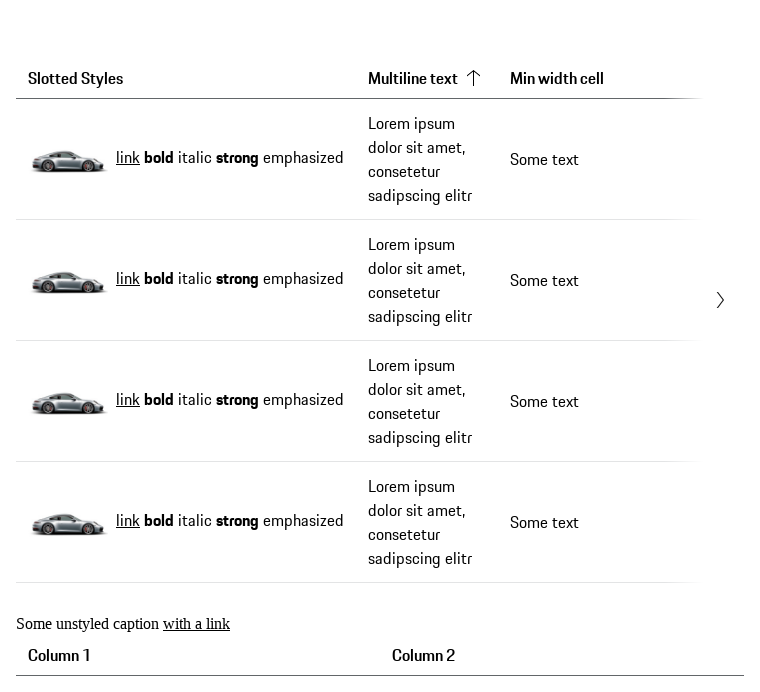 Slotted Styles Multiline text Min width cell
Lorem ipsum
dolor sit amet,
link bold italic strong emphasized Some text
consetetur
sadipscing elitr
Lorem ipsum
dolor sit amet,
link bold italic strong emphasized Some text
consetetur
sadipscing elitr
Lorem ipsum
dolor sit amet,
link bold italic strong emphasized Some text
consetetur
sadipscing elitr
Lorem ipsum
dolor sit amet,
link bold italic strong emphasized Some text
consetetur
sadipscing elitr
Some unstyled caption with a link
Column 1 Column 2